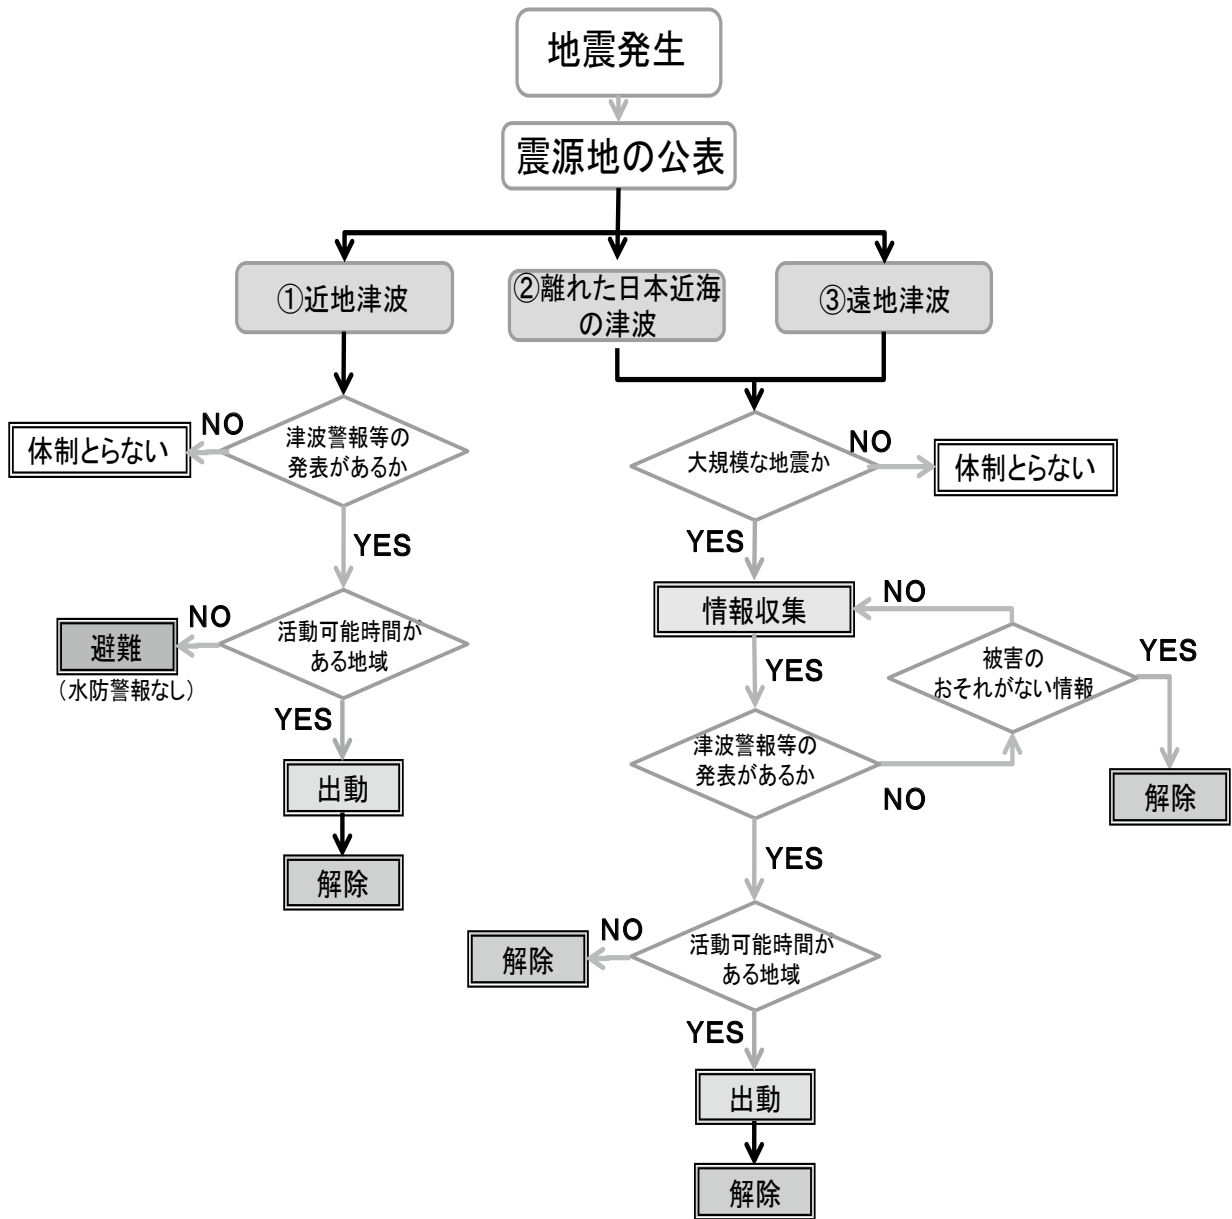 地震発生
震源地の公表
①近地津波
②離れた日本近海
の津波
③遠地津波
NO
体制とらない
津波警報等の
発表があるか
YES
NO
避難
（水防警報なし）
活動可能時間が
ある地域
YES
出動
解除
大規模な地震か
NO
体制とらない
YES
情報収集
NO
被害の
おそれがない情報
YES
解除
YES
津波警報等の
発表があるか
NO
YES
NO
解除
活動可能時間が
ある地域
YES
出動
解除